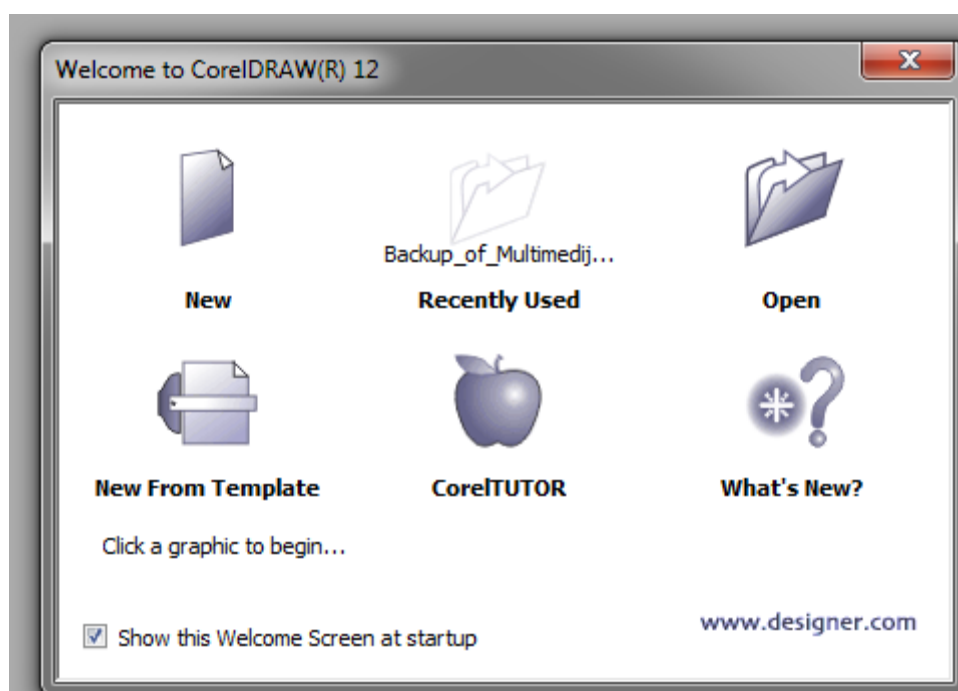 Welcome to CorelDRAW(R) 12
Backup_of_Multimedij...
New
Recently Used
Open
New From Template
CorelTUTOR
What's New?
Click a graphic to begin...
www.designer.com
Show this Welcome Screen at startup